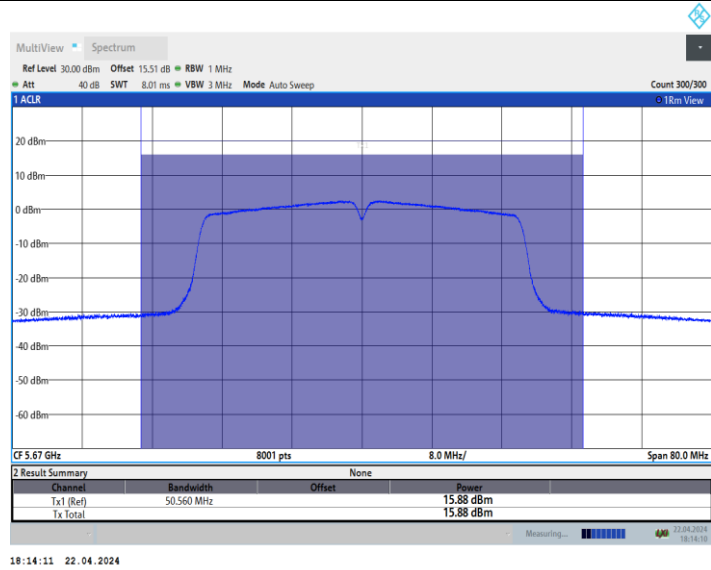 R&S
MultiView Spectrum
Ref Level 30.00 dBm Offset 15.51 dB RBW 1 MHz
Att 40 dB SWT 8.01 ms VBW 3 MHz Mode Auto Sweep Count 300/300
1 ACLR 1Rm View
20 dBm
10 dBm
0 dBm
-10 dBm
-20 dBm
-30 dBm
-40 dBm
-50 dBm
-60 dBm
CF 5.67 GHz 8001 pts 8.0 MHz/ Span 80.0 MHz
2 Result Summary None
Channel Bandwidth Offset Power
Tx1 (Ref) 50.560 MHz 15.88 dBm
Tx Total 15.88 dBm
Measuring... 22.04.2024
18:14:10
18:14:11 22.04.2024